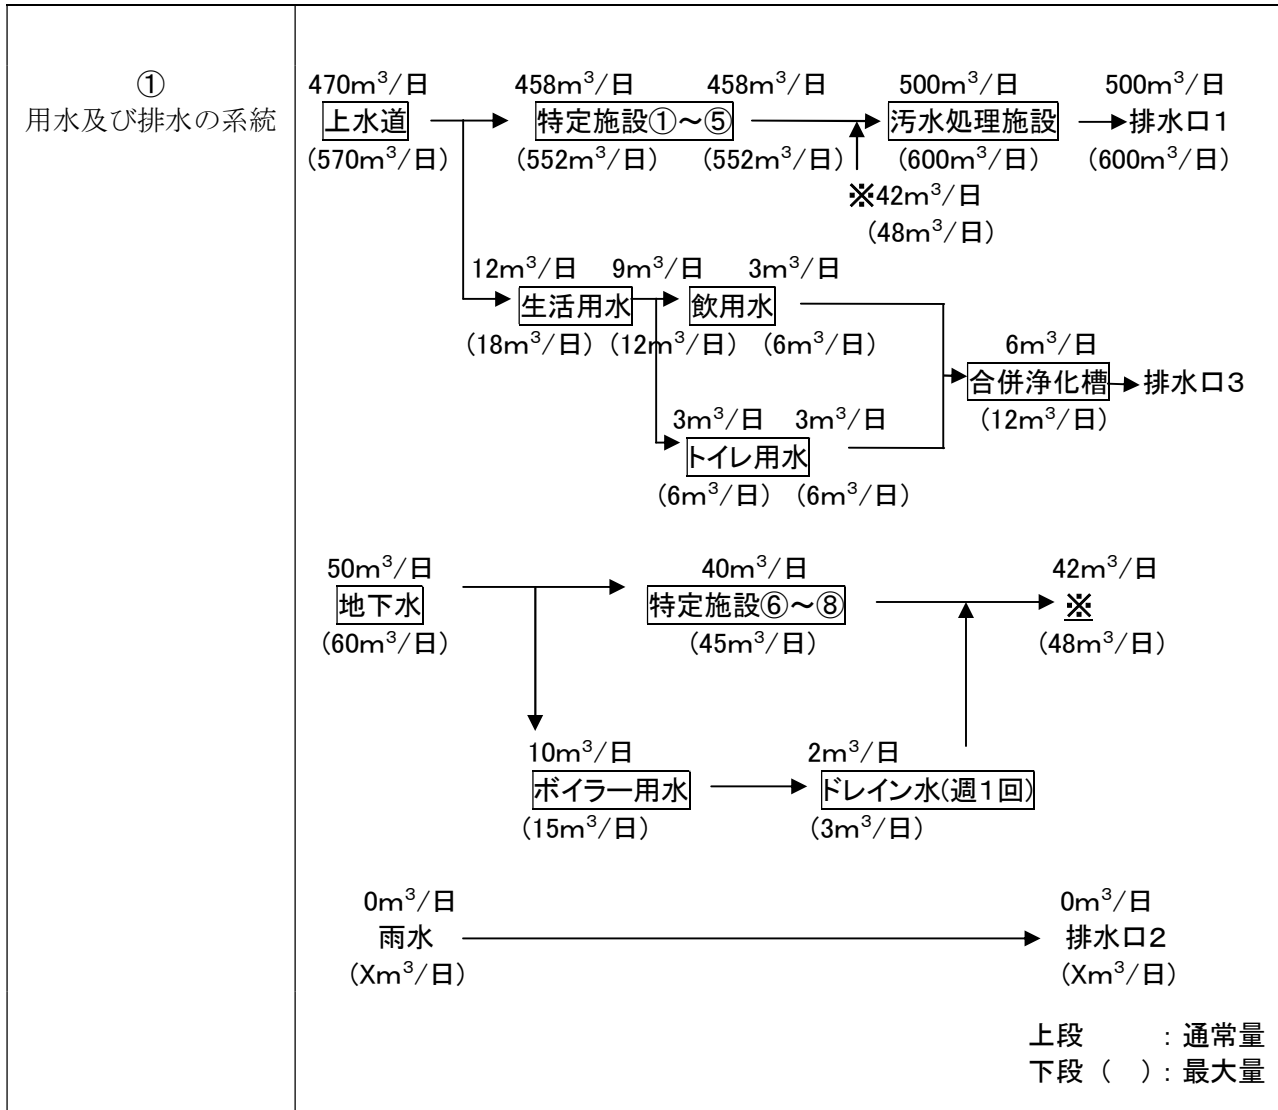 ①
用水及び排水の系統
470m³/日 458m³/日 458m³/日 500m³/日 500m³/日
上水道 特定施設①～⑤ 汚水処理施設 排水口1
(570m³/日) (552m³/日) (552m³/日) (600m³/日) (600m³/日)
※42m³/日
(48m³/日)
12m³/日 9m³/日 3m³/日
生活用水 飲用水
(18m³/日) (12m³/日) (6m³/日)
6m³/日
合併浄化槽 排水口3
(12m³/日)
3m³/日 3m³/日
トイレ用水
(6m³/日) (6m³/日)
50m³/日 40m³/日 42m³/日
地下水 特定施設⑥～⑧ ※
(60m³/日) (45m³/日) (48m³/日)
10m³/日 2m³/日
ボイラー用水 ドレイン水(週1回)
(15m³/日) (3m³/日)
0m³/日 0m³/日
雨水 排水口2
(Xm³/日) (Xm³/日)
上段 ：通常量
下段（ ）：最大量